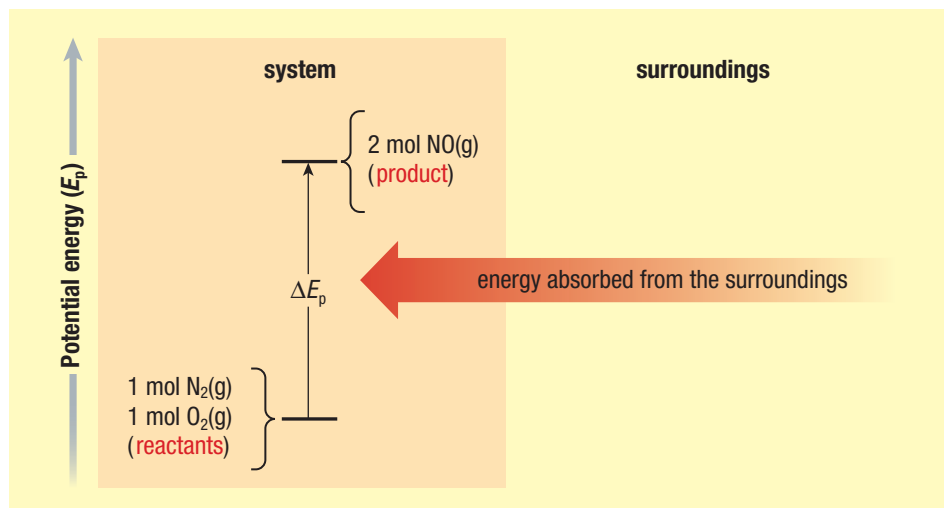 system
surroundings
2 mol NO(g)
(product)
Potential energy (Eₚ)
energy absorbed from the surroundings
ΔEₚ
1 mol N₂(g)
1 mol O₂(g)
(reactants)